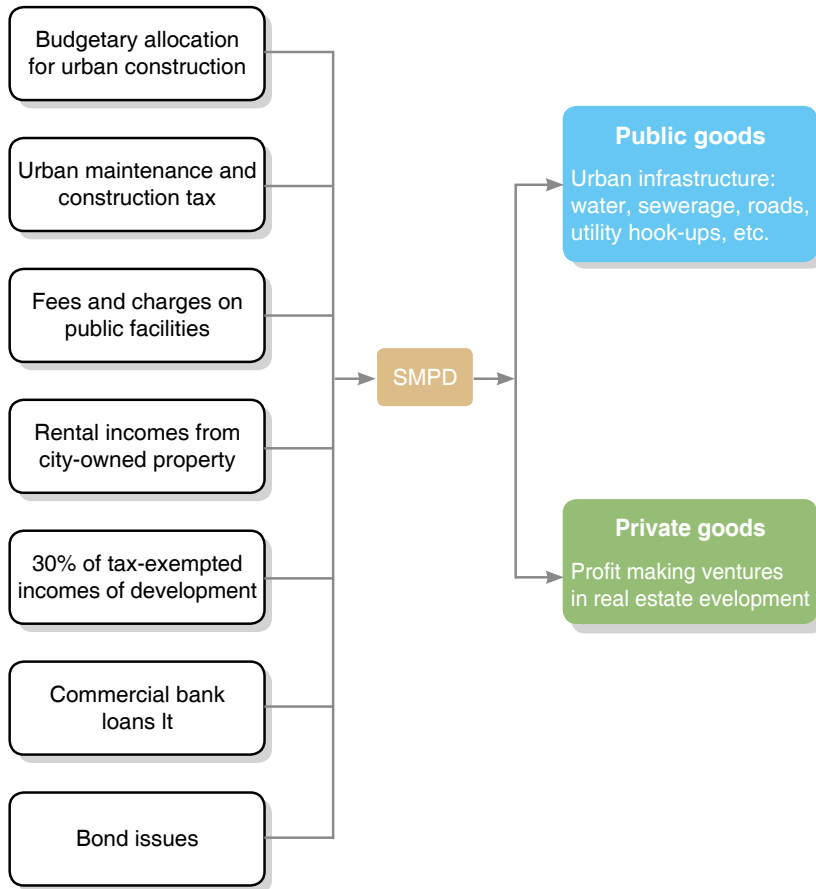 Budgetary allocation
for urban construction
Urban maintenance and
construction tax
Fees and charges on
public facilities
Rental incomes from
city-owned property
30% of tax-exempted
incomes of development
Commercial bank
loans lt
Bond issues
SMPD
Public goods
Urban infrastructure:
water, sewerage, roads,
utility hook-ups, etc.
Private goods
Profit making ventures
in real estate evelopment